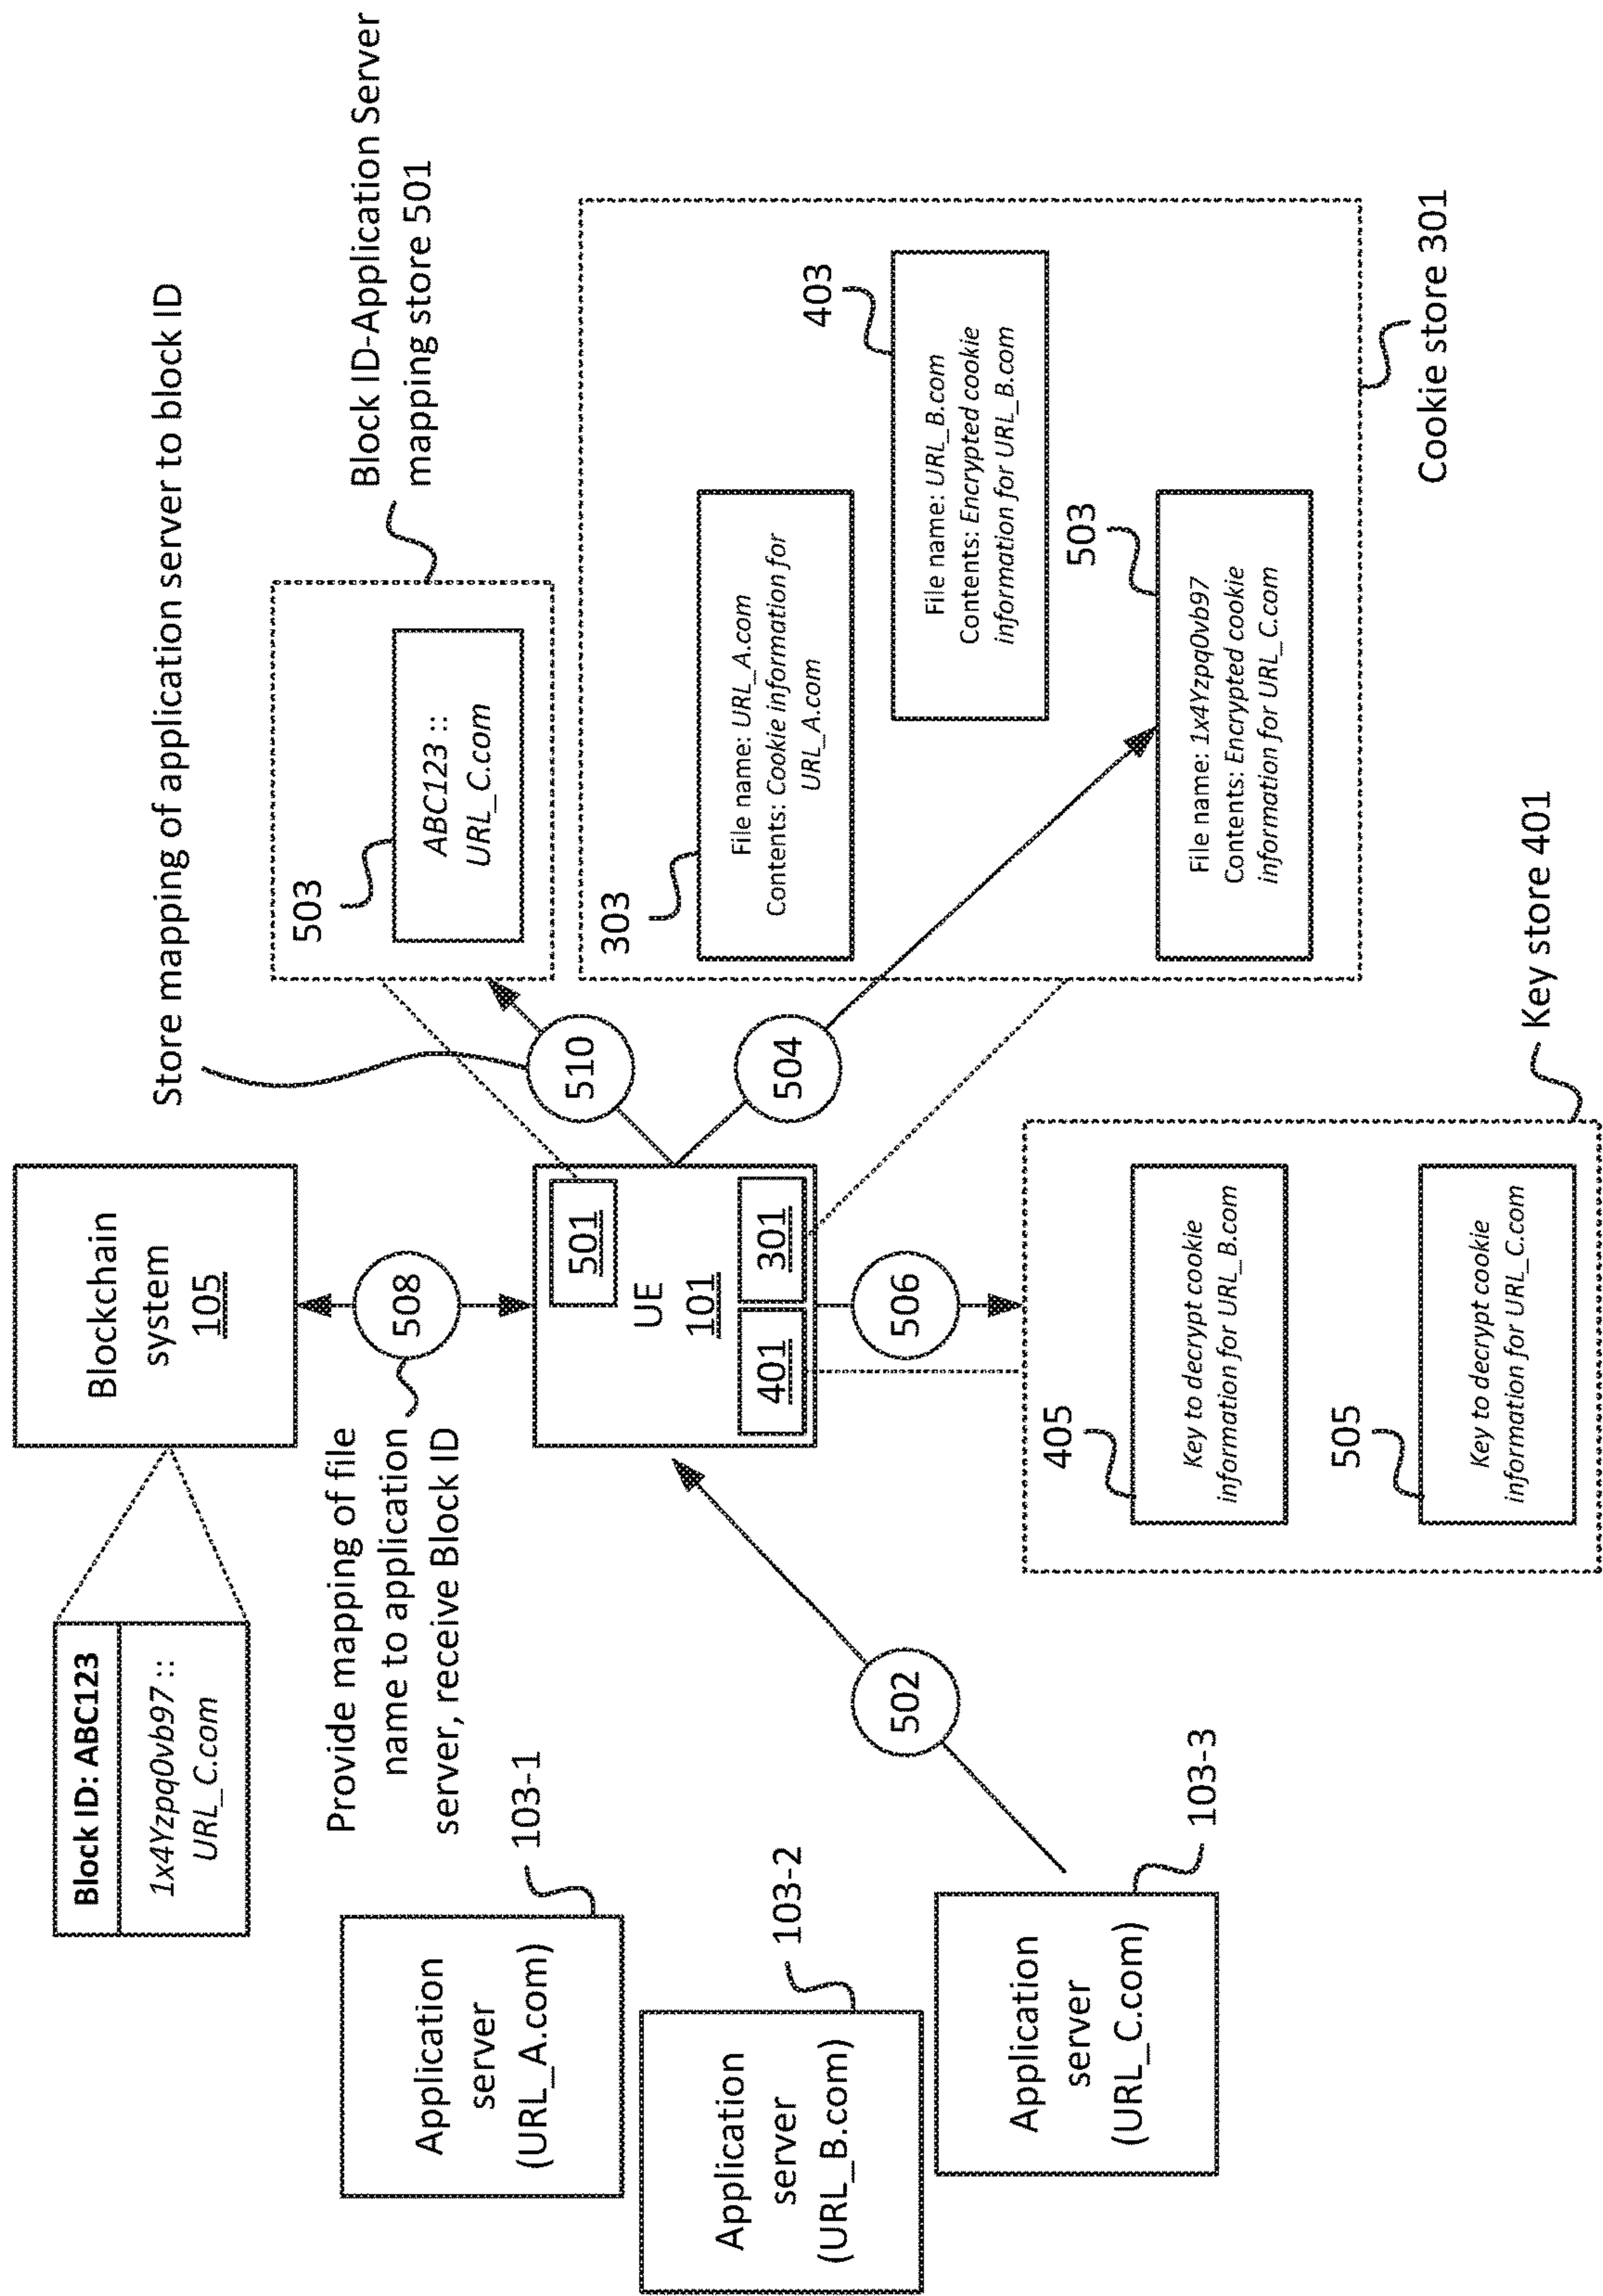 Block ID: ABC123
1x4Yzpq0vb97 ::
URL_C.com
Blockchain
system
105
Store mapping of application server to block ID
Provide mapping of file
name to application
server, receive Block ID
508
Block ID-Application Server
mapping store 501
503
ABC123 ::
URL_C.com
510
501
UE
101
401
301
504
506
502
Application
server
(URL_A.com)
103-1
Application
server
(URL_B.com)
103-2
Application
server
(URL_C.com)
103-3
303
File name: URL_A.com
Contents: Cookie information for
URL_A.com
403
File name: URL_B.com
Contents: Encrypted cookie
information for URL_B.com
503
File name: 1x4Yzpq0vb97
Contents: Encrypted cookie
information for URL_C.com
Cookie store 301
405
Key to decrypt cookie
information for URL_B.com
505
Key to decrypt cookie
information for URL_C.com
Key store 401